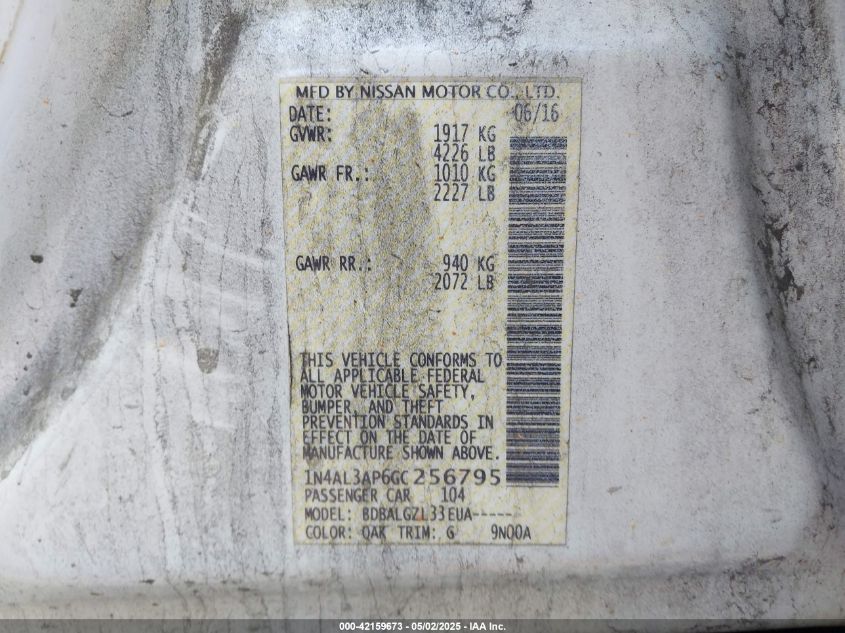 MFD BY NISSAN MOTOR CO., LTD.
DATE: 06/16
GVWR: 1917 KG
4226 LB
GAWR FR.: 1010 KG
2227 LB
GAWR RR.: 940 KG
2072 LB
THIS VEHICLE CONFORMS TO
ALL APPLICABLE FEDERAL
MOTOR VEHICLE SAFETY,
BUMPER, AND THEFT
PREVENTION STANDARDS IN
EFFECT ON THE DATE OF
MANUFACTURE SHOWN ABOVE.
1N4AL3AP6GC256795
PASSENGER CAR 104
MODEL: BDBALGZL33EUA------
COLOR: QAK TRIM: G 9N00A
000-42159673 - 05/02/2025 - IAA Inc.